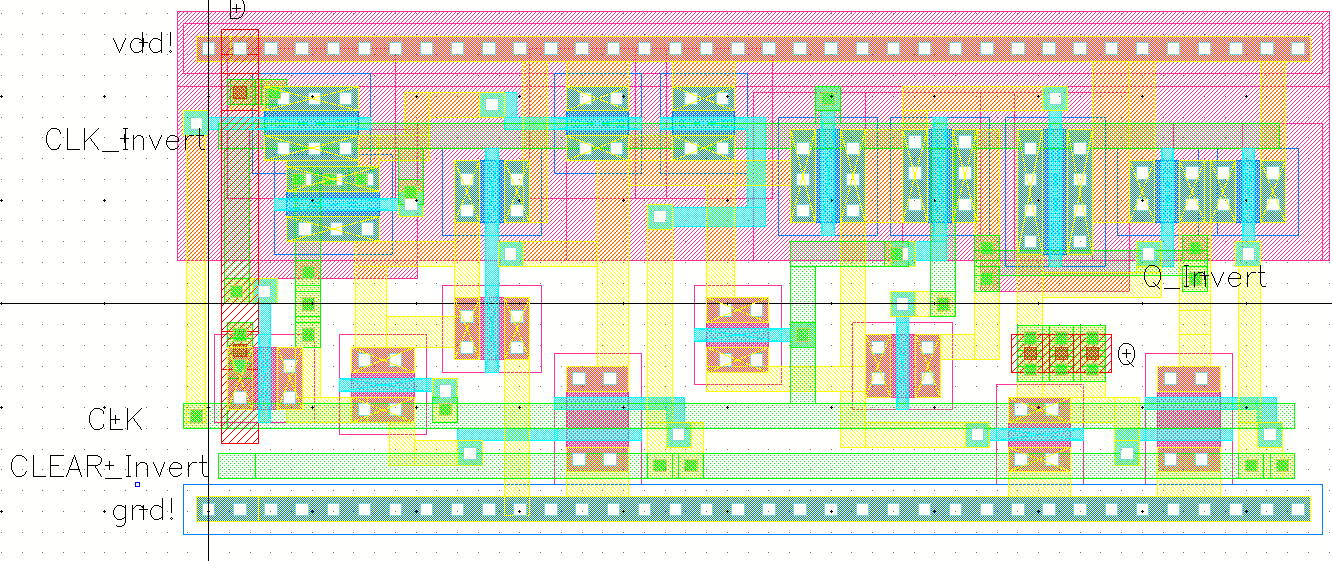 D
vdd!
CLK_Invert
Q_Invert
Q
CLK
CLEAR_Invert
gnd!